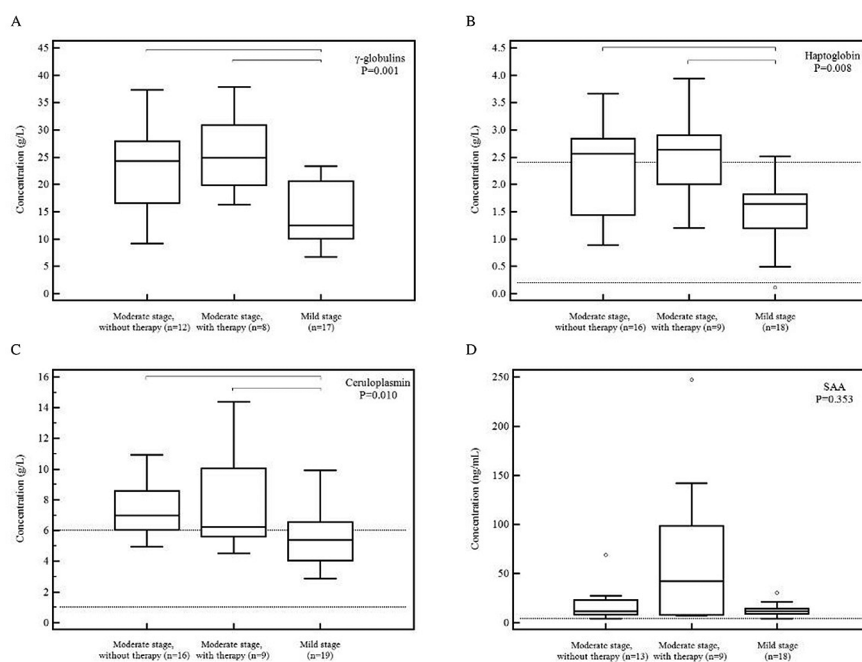 A
γ-globulins
P=0.001
Concentration (g/L)
45
40
35
30
25
20
15
10
5
0
Moderate stage, without therapy (n=12)
Moderate stage, with therapy (n=8)
Mild stage (n=17)
B
Haptoglobin
P=0.008
Concentration (g/L)
4.5
4.0
3.5
3.0
2.5
2.0
1.5
1.0
0.5
0.0
Moderate stage, without therapy (n=16)
Moderate stage, with therapy (n=9)
Mild stage (n=18)
C
Ceruloplasmin
P=0.010
Concentration (g/L)
16
14
12
10
8
6
4
2
0
Moderate stage, without therapy (n=16)
Moderate stage, with therapy (n=9)
Mild stage (n=19)
D
SAA
P=0.353
Concentration (ng/mL)
250
200
150
100
50
0
Moderate stage, without therapy (n=13)
Moderate stage, with therapy (n=9)
Mild stage (n=18)